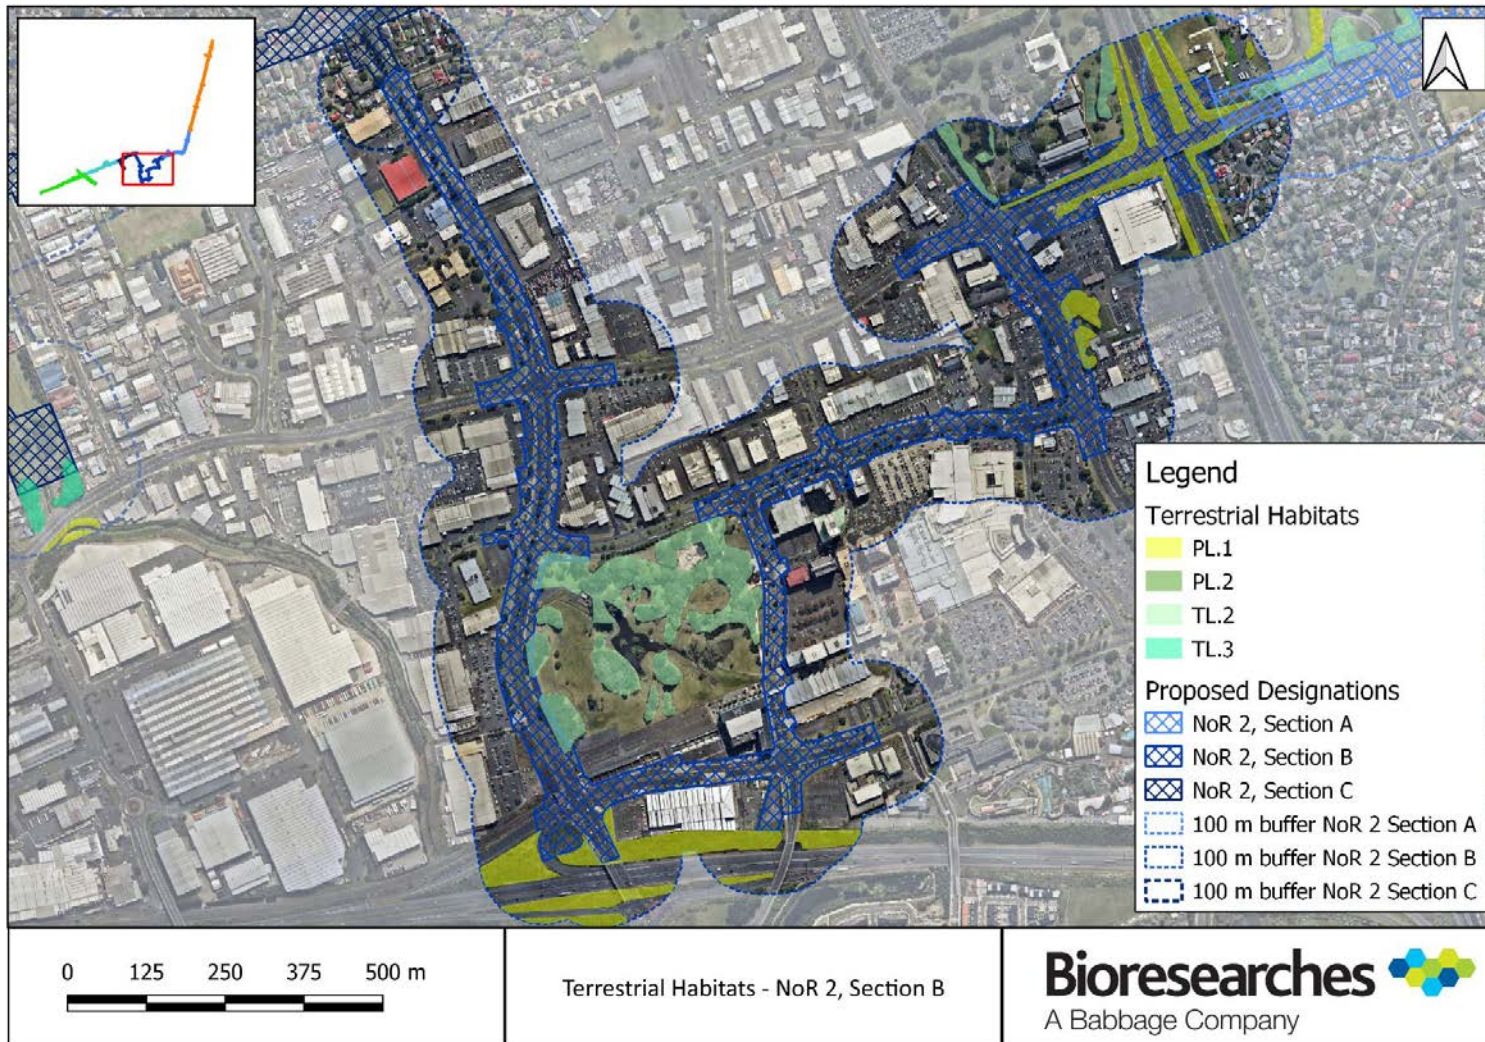 Legend
Terrestrial Habitats
PL.1
PL.2
TL.2
TL.3
Proposed Designations
NoR 2, Section A
NoR 2, Section B
NoR 2, Section C
100 m buffer NoR 2 Section A
100 m buffer NoR 2 Section B
100 m buffer NoR 2 Section C
0 125 250 375 500 m
Terrestrial Habitats - NoR 2, Section B
Bioresearches
A Babbage Company